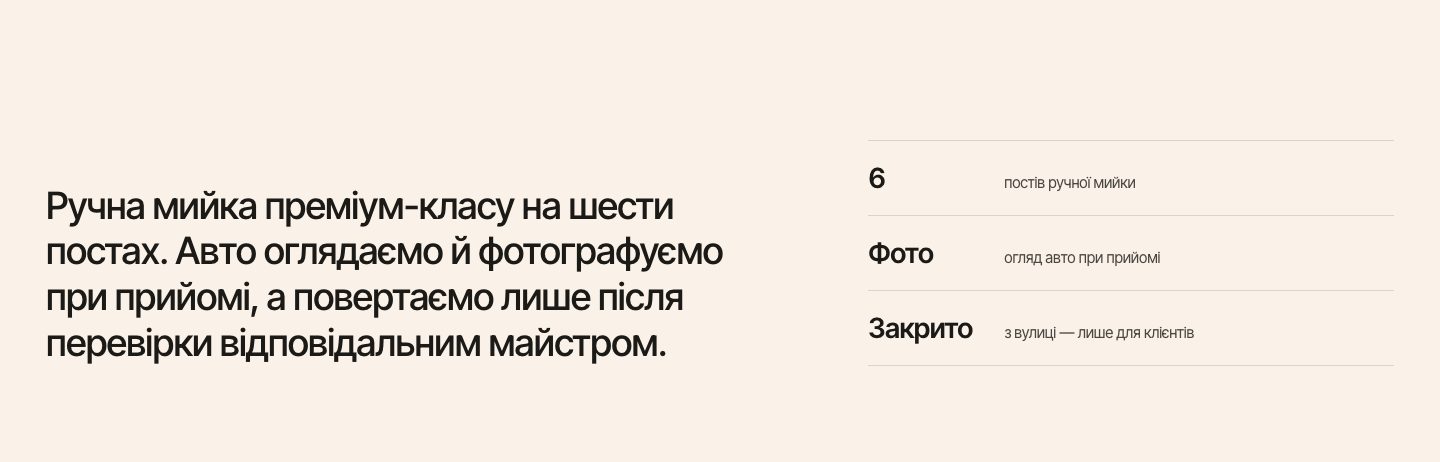 Ручна мийка преміум-класу на шести
постах. Авто оглядаємо й фотографуємо
при прийомі, а повертаємо лише після
перевірки відповідальним майстром.
6 постів ручної мийки
Фото огляд авто при прийомі
Закрито з вулиці — лише для клієнтів